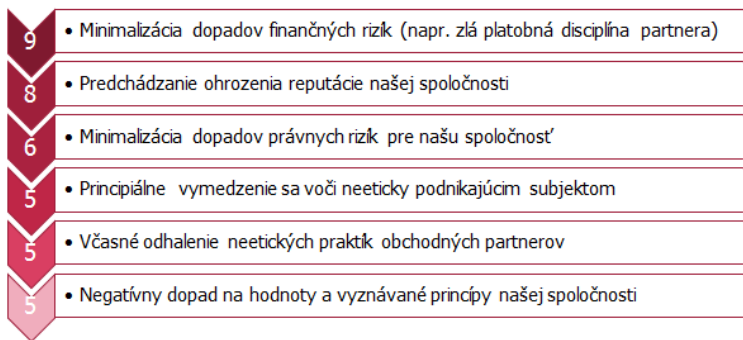 9
• Minimalizácia dopadov finančných rizík (napr. zlá platobná disciplína partnera)
8
• Predchádzanie ohrozenia reputácie našej spoločnosti
6
• Minimalizácia dopadov právnych rizík pre našu spoločnosť
5
• Principiálne vymedzenie sa voči neeticky podnikajúcim subjektom
5
• Včasné odhalenie neetických praktík obchodných partnerov
5
• Negatívny dopad na hodnoty a vyznávané princípy našej spoločnosti